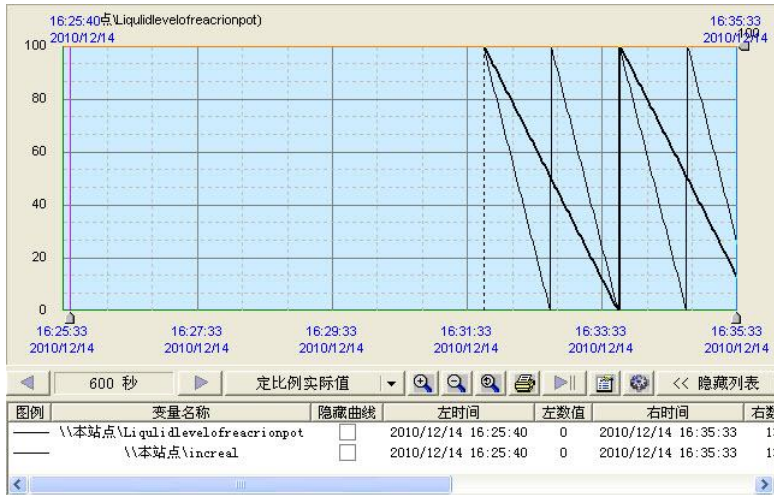 16:25:40点\Liqulidlevelofreacrionpot)
16:35:33
2010/12/14
2010/12/14
100
100
80
60
40
20
0
16:25:33 16:27:33 16:29:33 16:31:33 16:33:33 16:35:33
2010/12/14 2010/12/14 2010/12/14 2010/12/14 2010/12/14 2010/12/14
600 秒 定比例实际值 << 隐藏列表
图例 变量名称 隐藏曲线 左时间 左数值 右时间 右数
\\本站点\Liqulidlevelofreacrionpot 2010/12/14 16:25:40 0 2010/12/14 16:35:33
\\本站点\increal 2010/12/14 16:25:40 0 2010/12/14 16:35:33